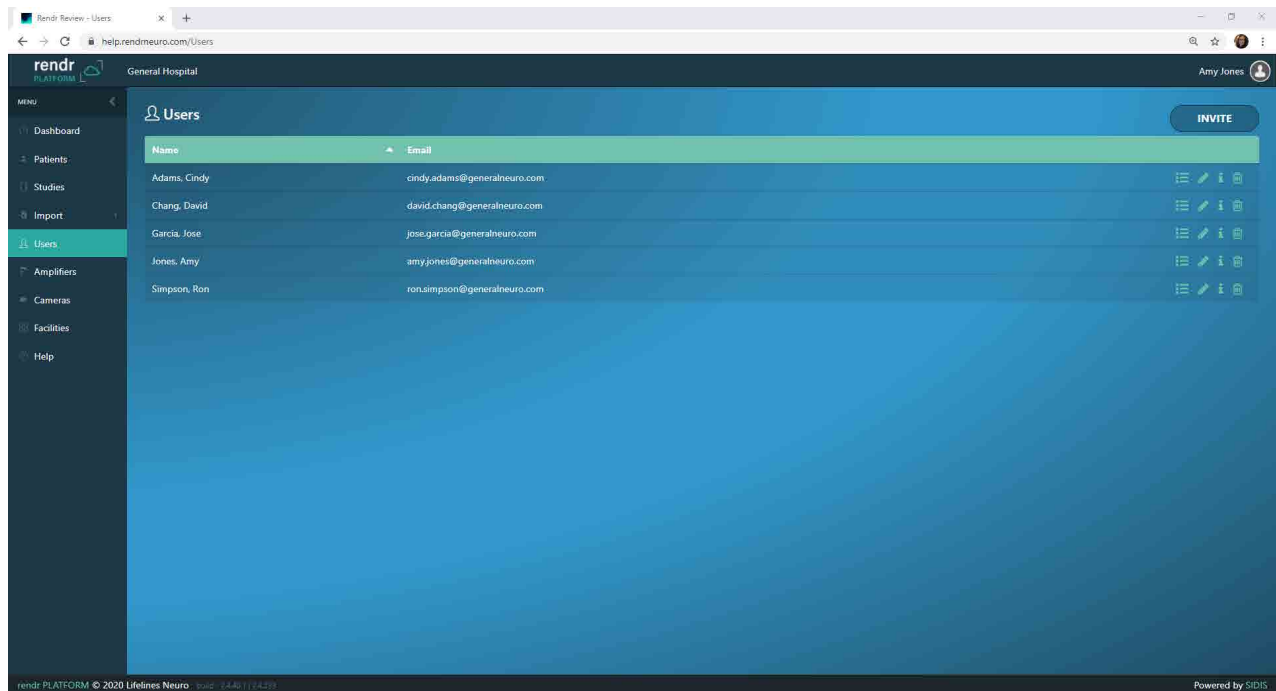 Rendr Review - Users
help.rendrneuro.com/Users
rendr
PLATFORM
General Hospital
Amy Jones
MENU
Users
INVITE
Dashboard
Patients
Studies
Import
Users
Amplifiers
Cameras
Facilities
Help
Name Email
Adams, Cindy cindy.adams@generalneuro.com
Chang, David david.chang@generalneuro.com
Garcia, Jose jose.garcia@generalneuro.com
Jones, Amy amy.jones@generalneuro.com
Simpson, Ron ron.simpson@generalneuro.com
rendr PLATFORM © 2020 Lifelines Neuro
Powered by SIDIS